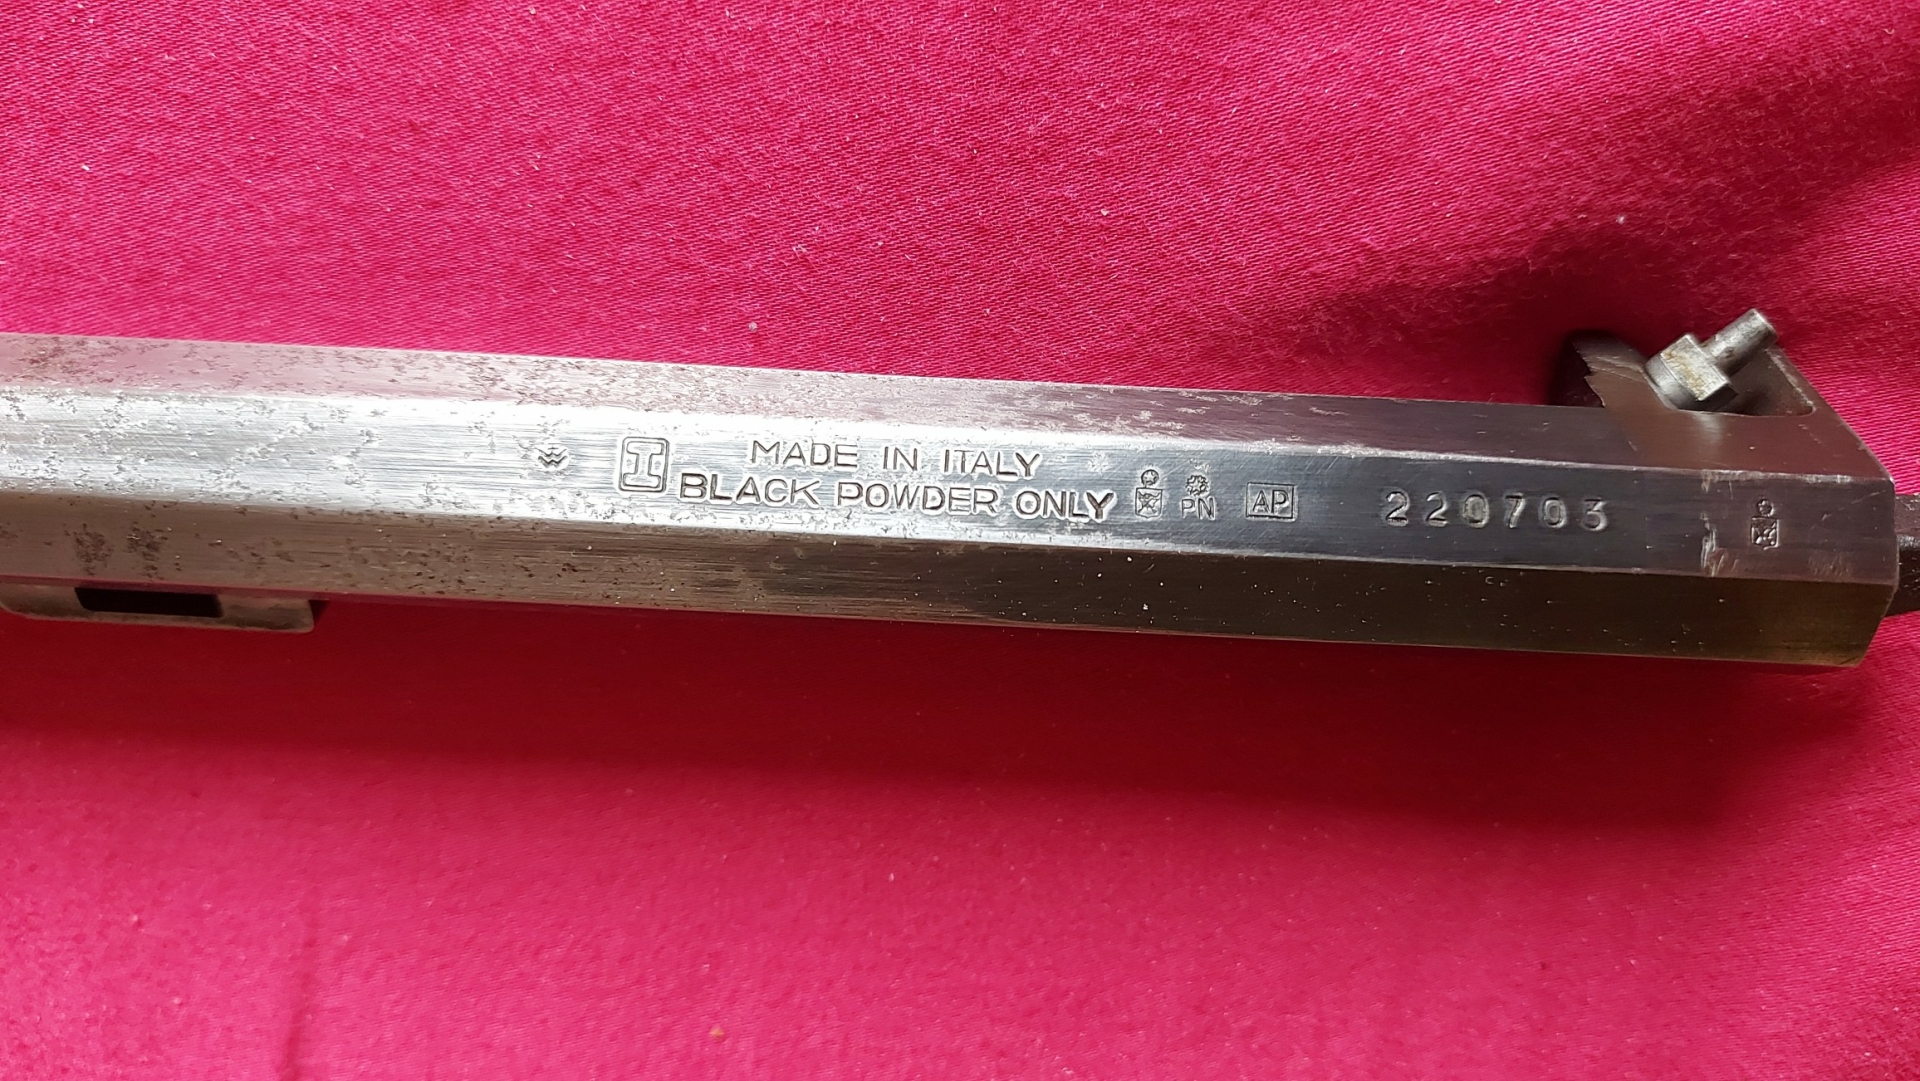 I
MADE IN ITALY
BLACK POWDER ONLY
PN
AP
220703